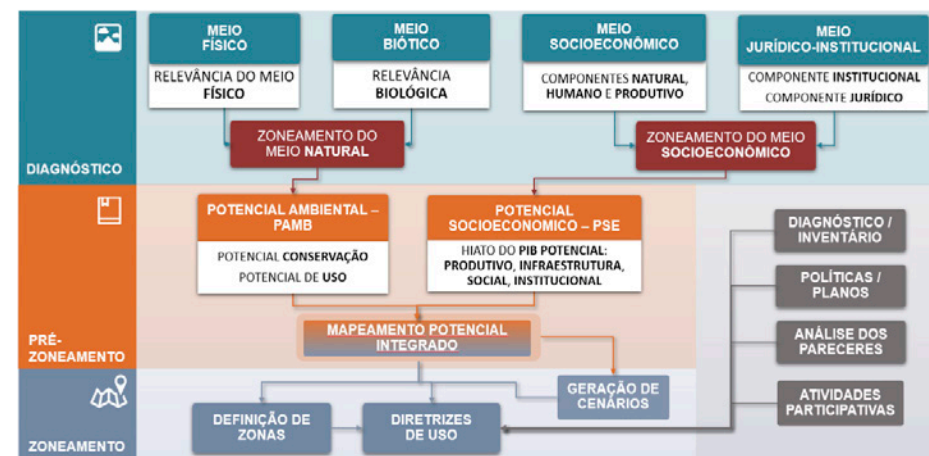 MEIO
FÍSICO
RELEVÂNCIA DO MEIO
FÍSICO
MEIO
BIÓTICO
RELEVÂNCIA
BIOLÓGICA
MEIO
SOCIOECONÔMICO
COMPONENTES NATURAL,
HUMANO E PRODUTIVO
MEIO
JURÍDICO-INSTITUCIONAL
COMPONENTE INSTITUCIONAL
COMPONENTE JURÍDICO
ZONEAMENTO DO
MEIO NATURAL
ZONEAMENTO DO MEIO
SOCIOECONÔMICO
DIAGNÓSTICO
POTENCIAL AMBIENTAL –
PAMB
POTENCIAL CONSERVAÇÃO
POTENCIAL DE USO
POTENCIAL
SOCIOECONOMICO – PSE
HIATO DO PIB POTENCIAL:
PRODUTIVO, INFRAESTRUTURA,
SOCIAL, INSTITUCIONAL
DIAGNÓSTICO /
INVENTÁRIO
POLÍTICAS /
PLANOS
ANÁLISE DOS
PARECERES
ATIVIDADES
PARTICIPATIVAS
MAPEAMENTO POTENCIAL
INTEGRADO
PRÉ-
ZONEAMENTO
GERAÇÃO DE
CENÁRIOS
DEFINIÇÃO DE
ZONAS
DIRETRIZES
DE USO
ZONEAMENTO